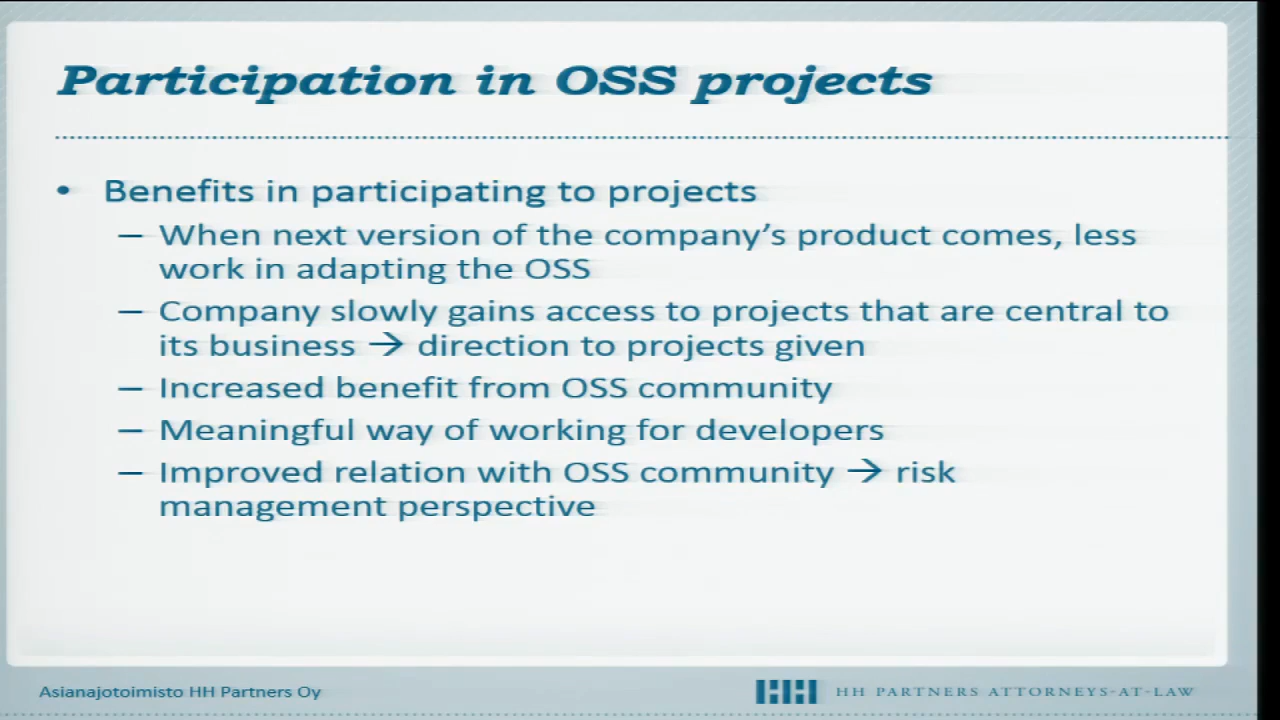 Participation in OSS projects
• Benefits in participating to projects
– When next version of the company's product comes, less
work in adapting the OSS
– Company slowly gains access to projects that are central to
its business → direction to projects given
– Increased benefit from OSS community
– Meaningful way of working for developers
– Improved relation with OSS community → risk
management perspective
Asianajotoimisto HH Partners Oy
HH HH PARTNERS ATTORNEYS-AT-LAW